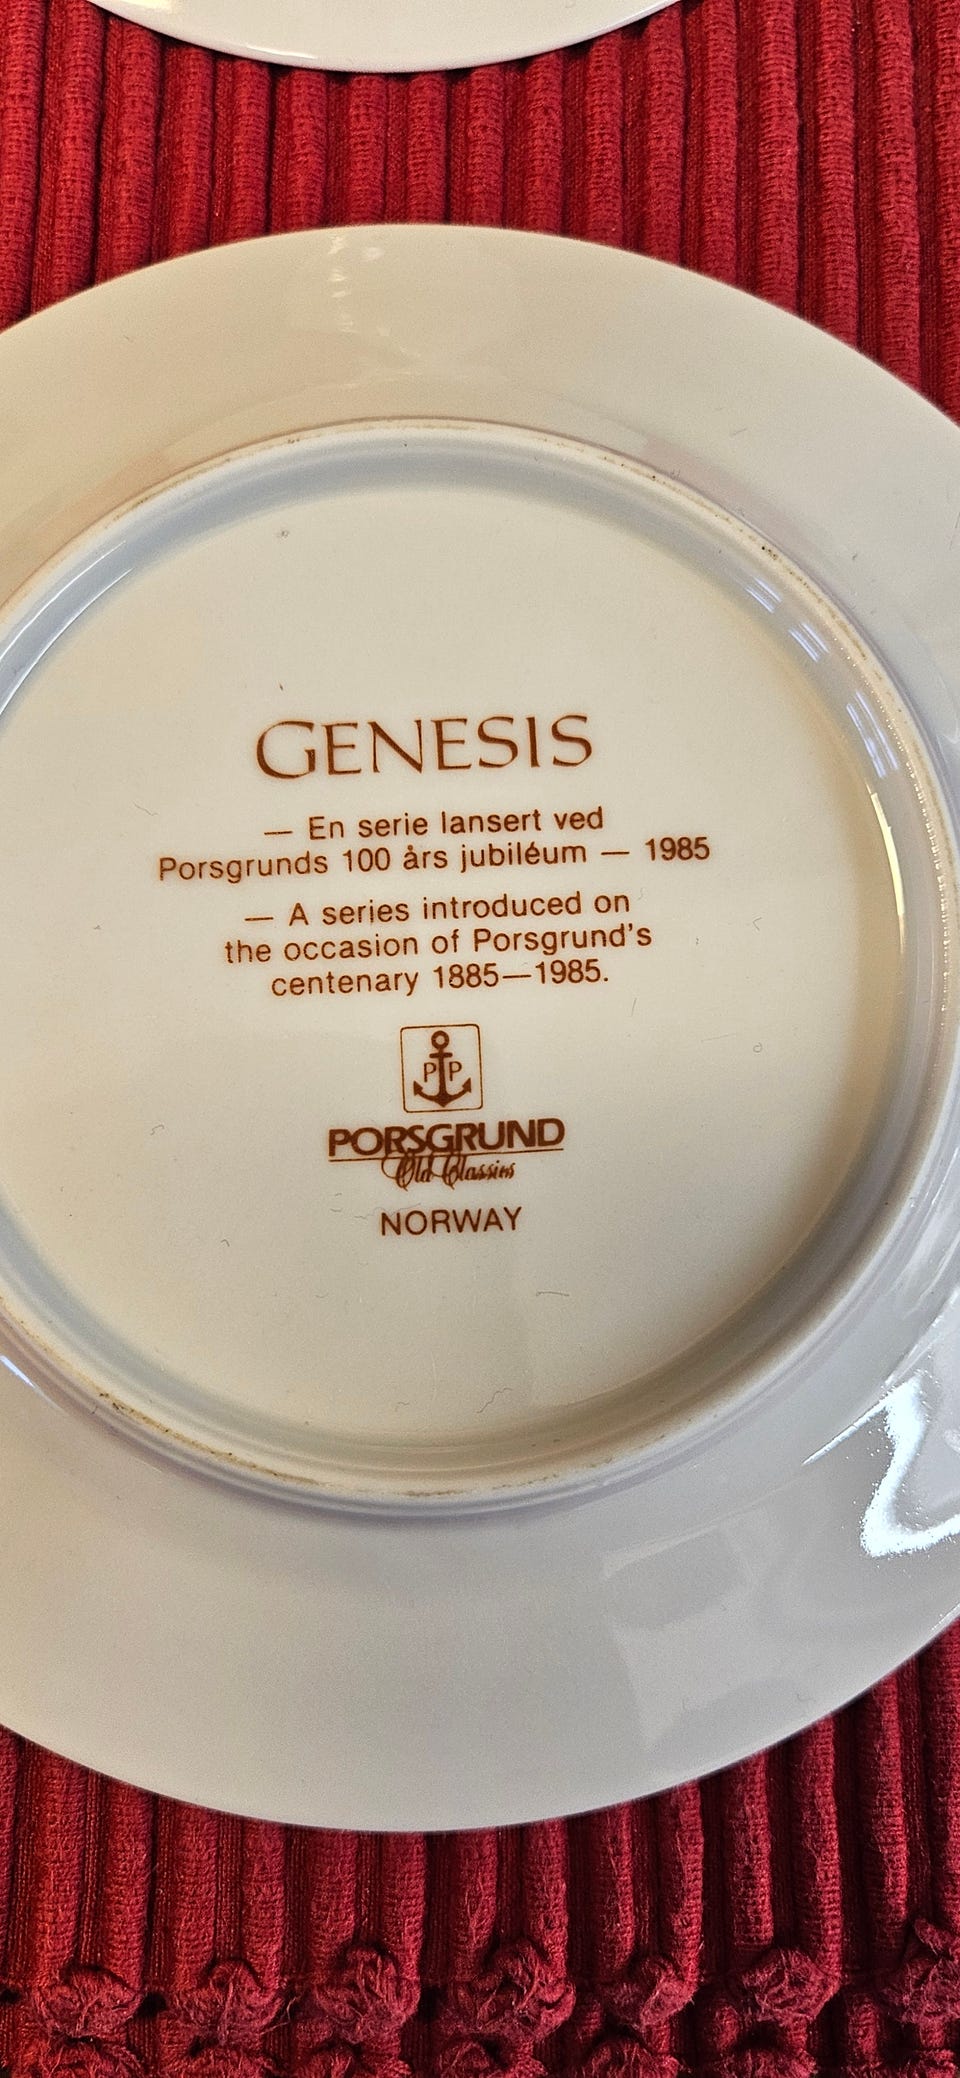 GENESIS
— En serie lansert ved
Porsgrunds 100 års jubiléum — 1985
— A series introduced on
the occasion of Porsgrund's
centenary 1885—1985.
P P
PORSGRUND
Old Classics
NORWAY